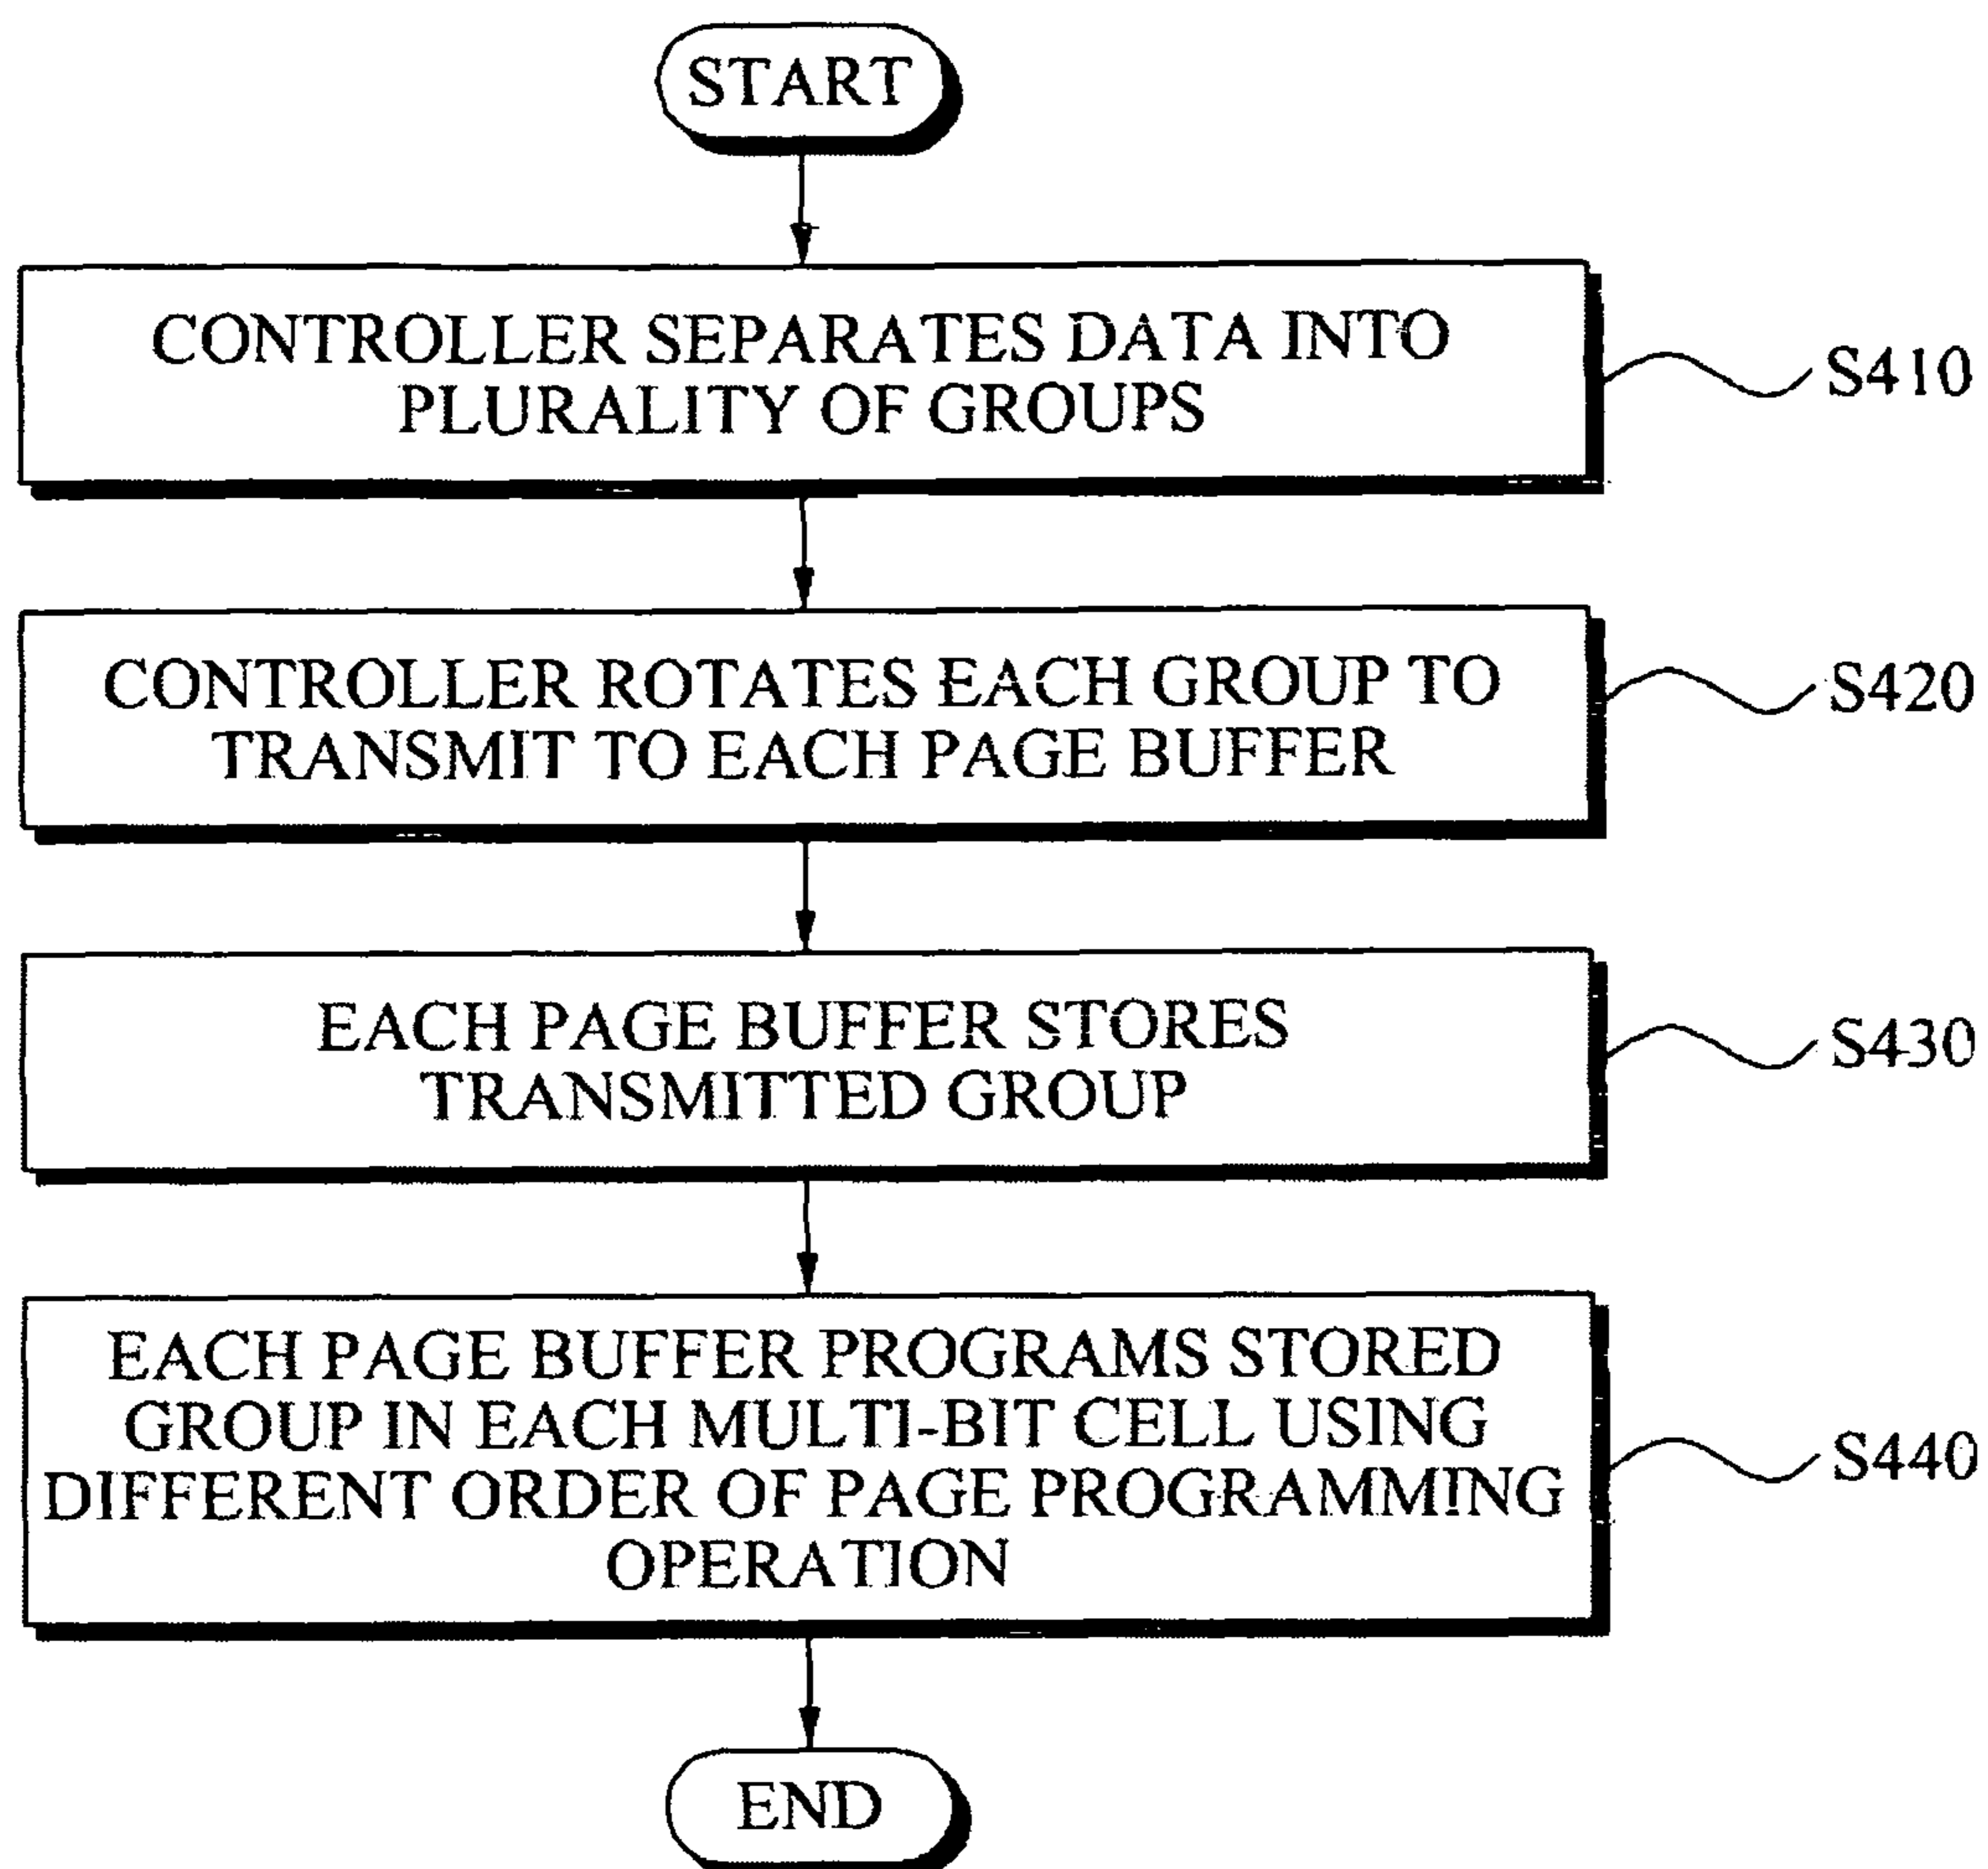 START
CONTROLLER SEPARATES DATA INTO
PLURALITY OF GROUPS
S410
CONTROLLER ROTATES EACH GROUP TO
TRANSMIT TO EACH PAGE BUFFER
S420
EACH PAGE BUFFER STORES
TRANSMITTED GROUP
S430
EACH PAGE BUFFER PROGRAMS STORED
GROUP IN EACH MULTI-BIT CELL USING
DIFFERENT ORDER OF PAGE PROGRAMMING
OPERATION
S440
END